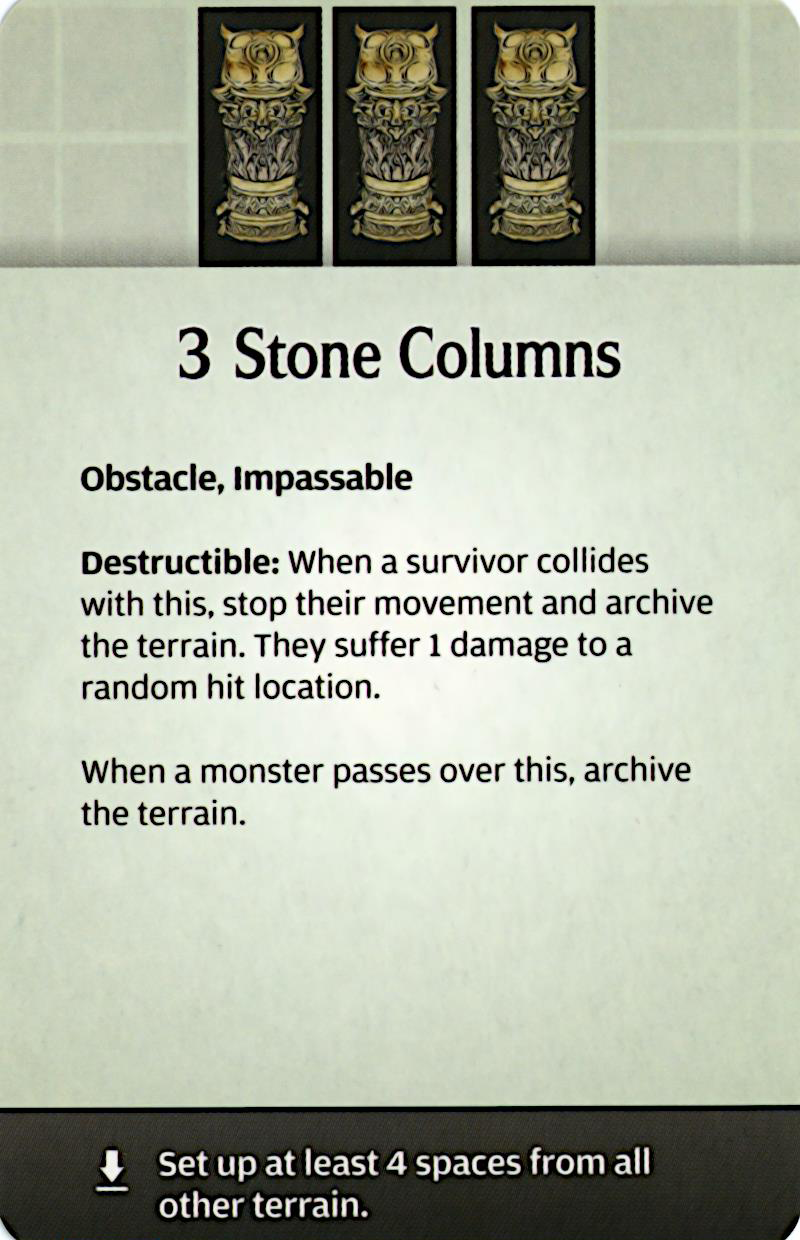 3 Stone Columns
Obstacle, Impassable
Destructible: When a survivor collides
with this, stop their movement and archive
the terrain. They suffer 1 damage to a
random hit location.
When a monster passes over this, archive
the terrain.
Set up at least 4 spaces from all
other terrain.